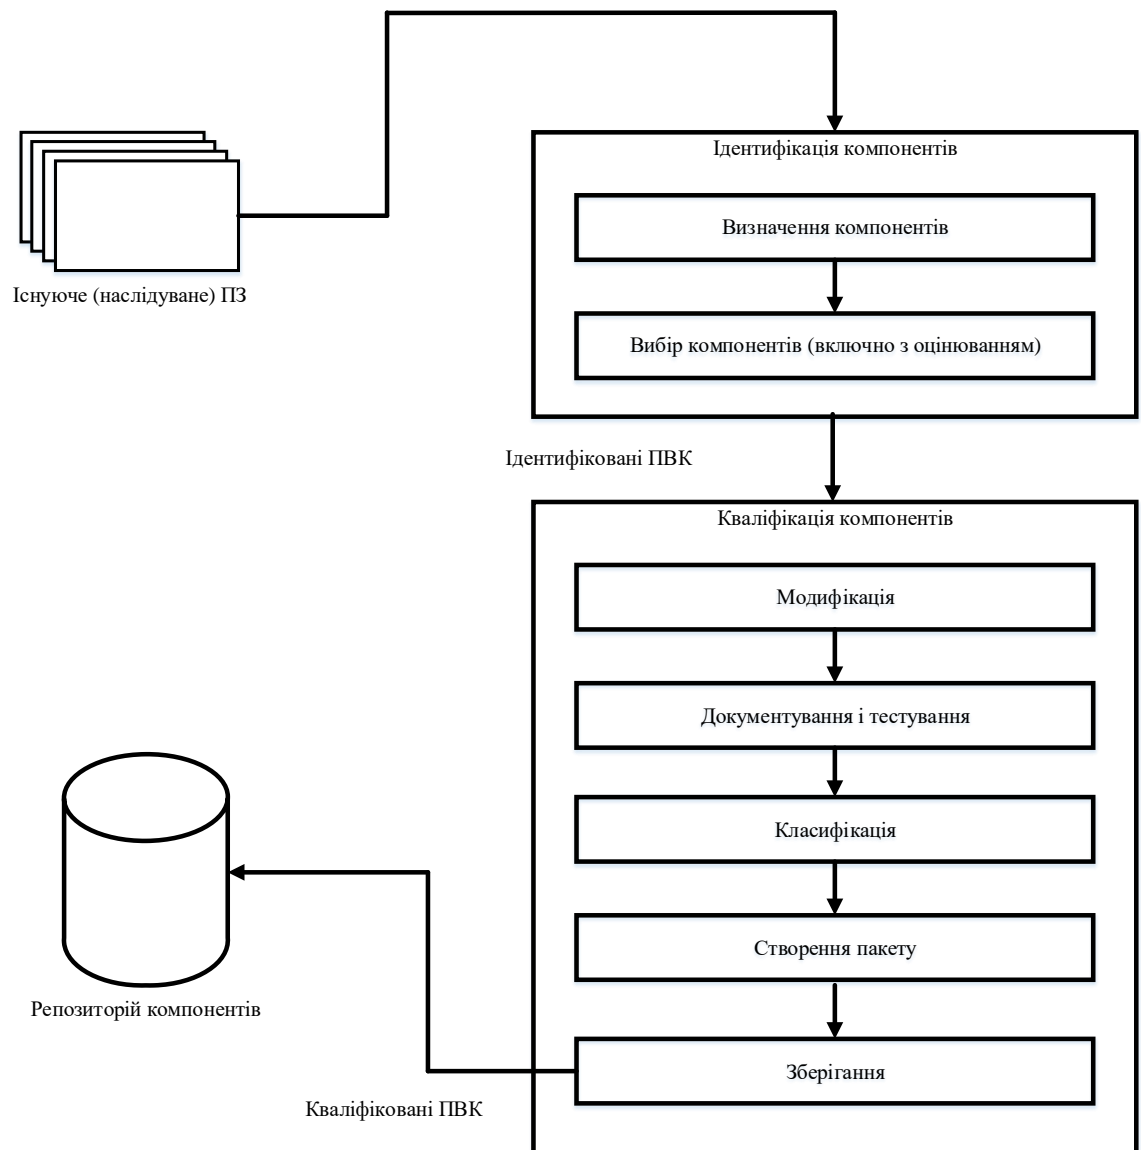 Ідентифікація компонентів
Визначення компонентів
Існуюче (наслідуване) ПЗ
Вибір компонентів (включно з оцінюванням)
Ідентифіковані ПВК
Кваліфікація компонентів
Модифікація
Документування і тестування
Класифікація
Створення пакету
Репозиторій компонентів
Зберігання
Кваліфіковані ПВК